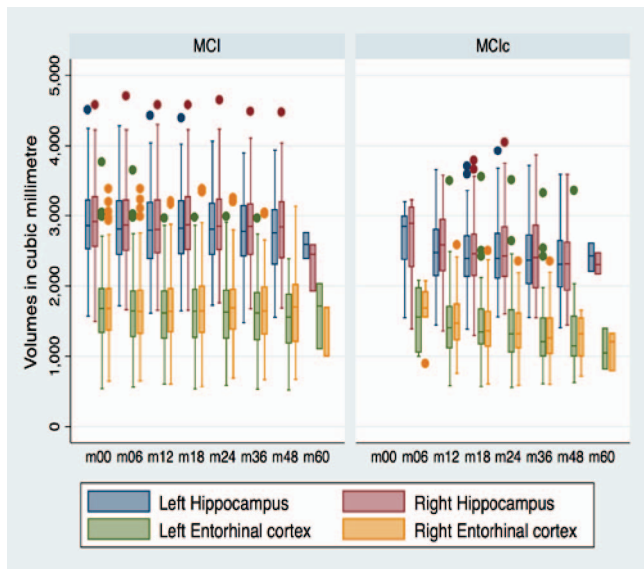 MCI
MCIc
Volumes in cubic millimetre
5,000
4,000
3,000
2,000
1,000
0
m00 m06 m12 m18 m24 m36 m48 m60
m00 m06 m12 m18 m24 m36 m48 m60
Left Hippocampus
Right Hippocampus
Left Entorhinal cortex
Right Entorhinal cortex